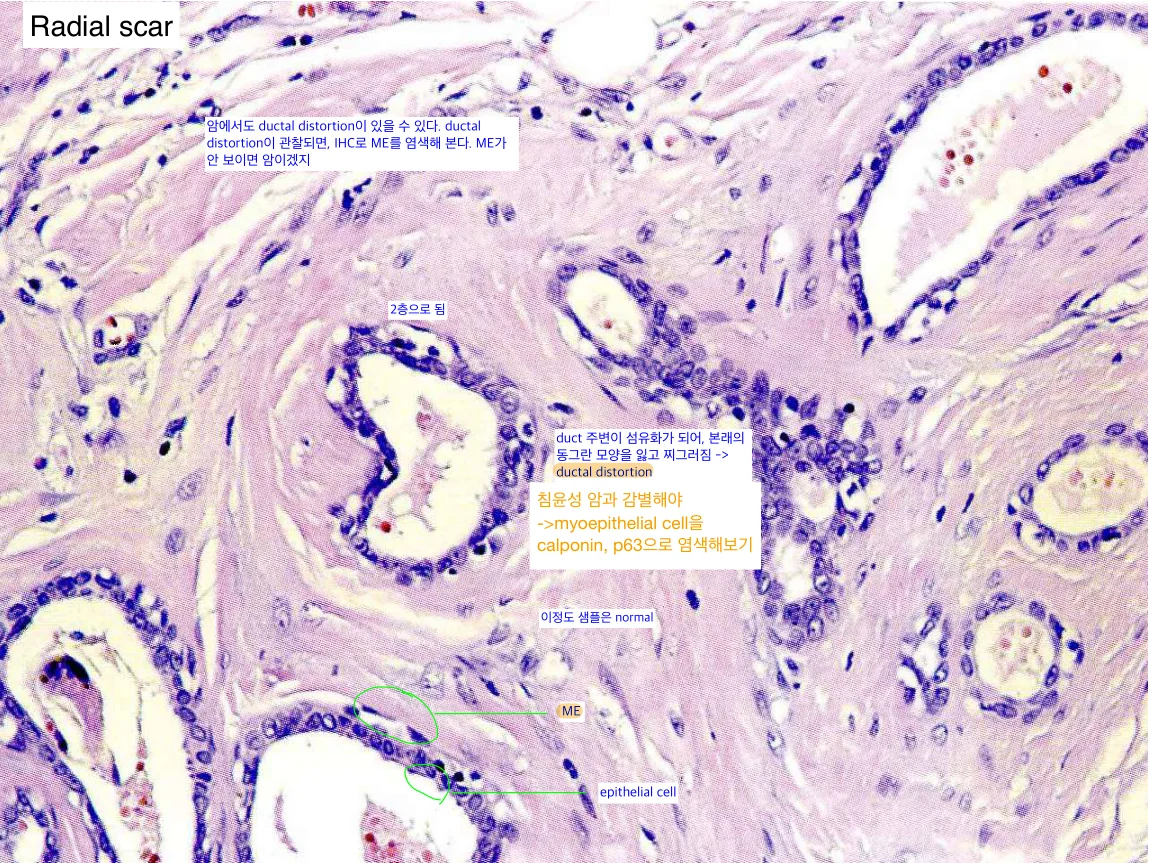 Radial scar
암에서도 ductal distortion이 있을 수 있다. ductal
distortion이 관찰되면, IHC로 ME를 염색해 본다. ME가
안 보이면 암이겠지
2층으로 됨
duct 주변이 섬유화가 되어, 본래의
동그란 모양을 잃고 찌그러짐 ->
ductal distortion
침윤성 암과 감별해야
->myoepithelial cell을
calponin, p63으로 염색해보기
이정도 샘플은 normal
ME
epithelial cell